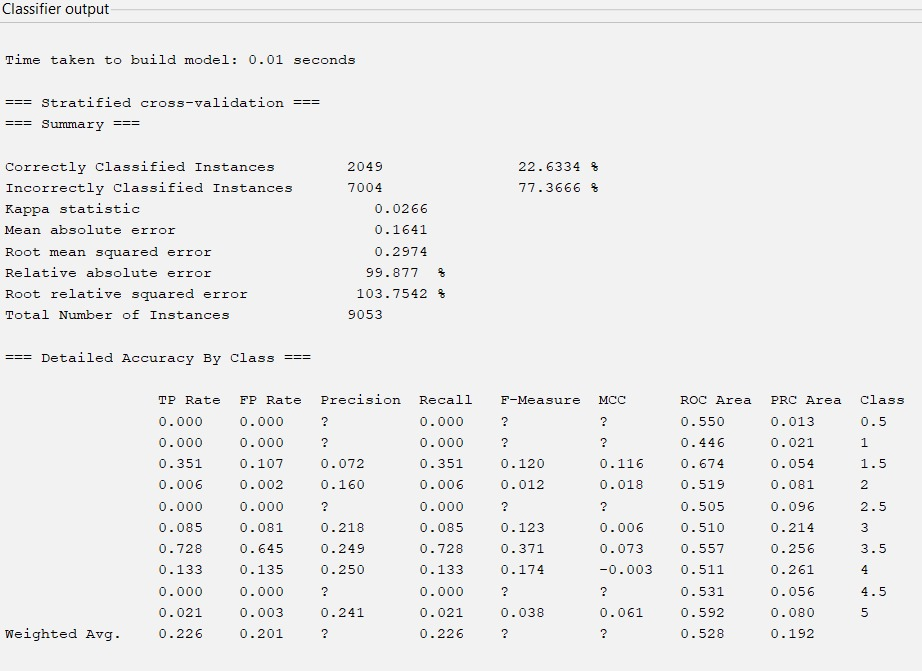 Classifier output
Time taken to build model: 0.01 seconds
=== Stratified cross-validation ===
=== Summary ===
Correctly Classified Instances 2049 22.6334 %
Incorrectly Classified Instances 7004 77.3666 %
Kappa statistic 0.0266
Mean absolute error 0.1641
Root mean squared error 0.2974
Relative absolute error 99.877 %
Root relative squared error 103.7542 %
Total Number of Instances 9053
=== Detailed Accuracy By Class ===
TP Rate FP Rate Precision Recall F-Measure MCC ROC Area PRC Area Class
0.000 0.000 ? 0.000 ? ? 0.550 0.013 0.5
0.000 0.000 ? 0.000 ? ? 0.446 0.021 1
0.351 0.107 0.072 0.351 0.120 0.116 0.674 0.054 1.5
0.006 0.002 0.160 0.006 0.012 0.018 0.519 0.081 2
0.000 0.000 ? 0.000 ? ? 0.505 0.096 2.5
0.085 0.081 0.218 0.085 0.123 0.006 0.510 0.214 3
0.728 0.645 0.249 0.728 0.371 0.073 0.557 0.256 3.5
0.133 0.135 0.250 0.133 0.174 -0.003 0.511 0.261 4
0.000 0.000 ? 0.000 ? ? 0.531 0.056 4.5
0.021 0.003 0.241 0.021 0.038 0.061 0.592 0.080 5
Weighted Avg. 0.226 0.201 ? 0.226 ? ? 0.528 0.192